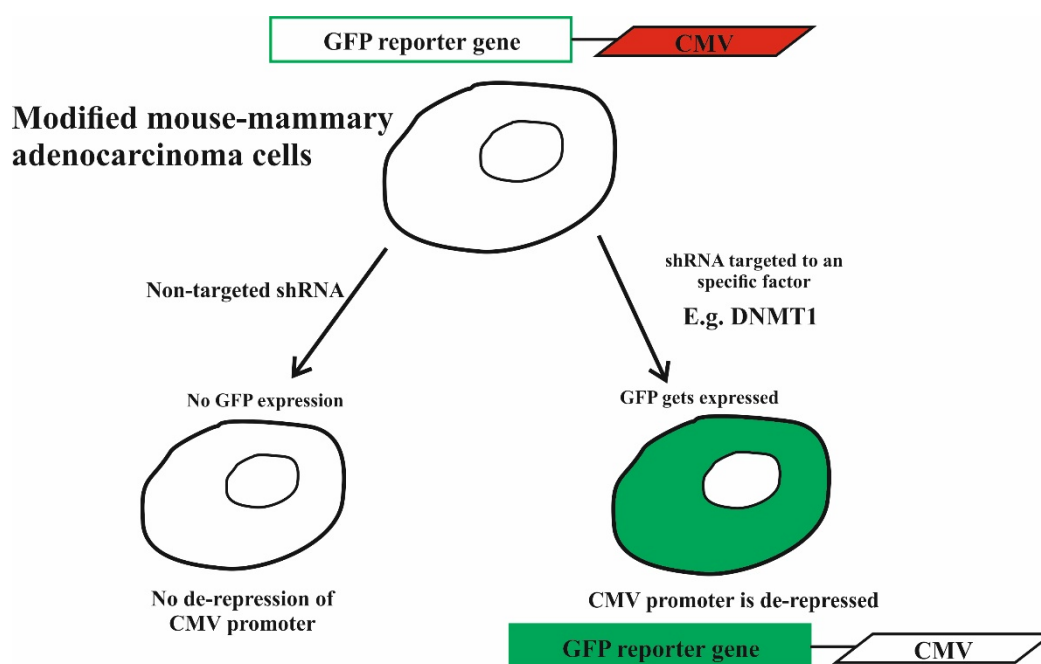 GFP reporter gene
CMV
Modified mouse-mammary
adenocarcinoma cells
Non-targeted shRNA
shRNA targeted to an
specific factor
E.g. DNMT1
No GFP expression
GFP gets expressed
No de-repression of
CMV promoter
CMV promoter is de-repressed
GFP reporter gene
CMV